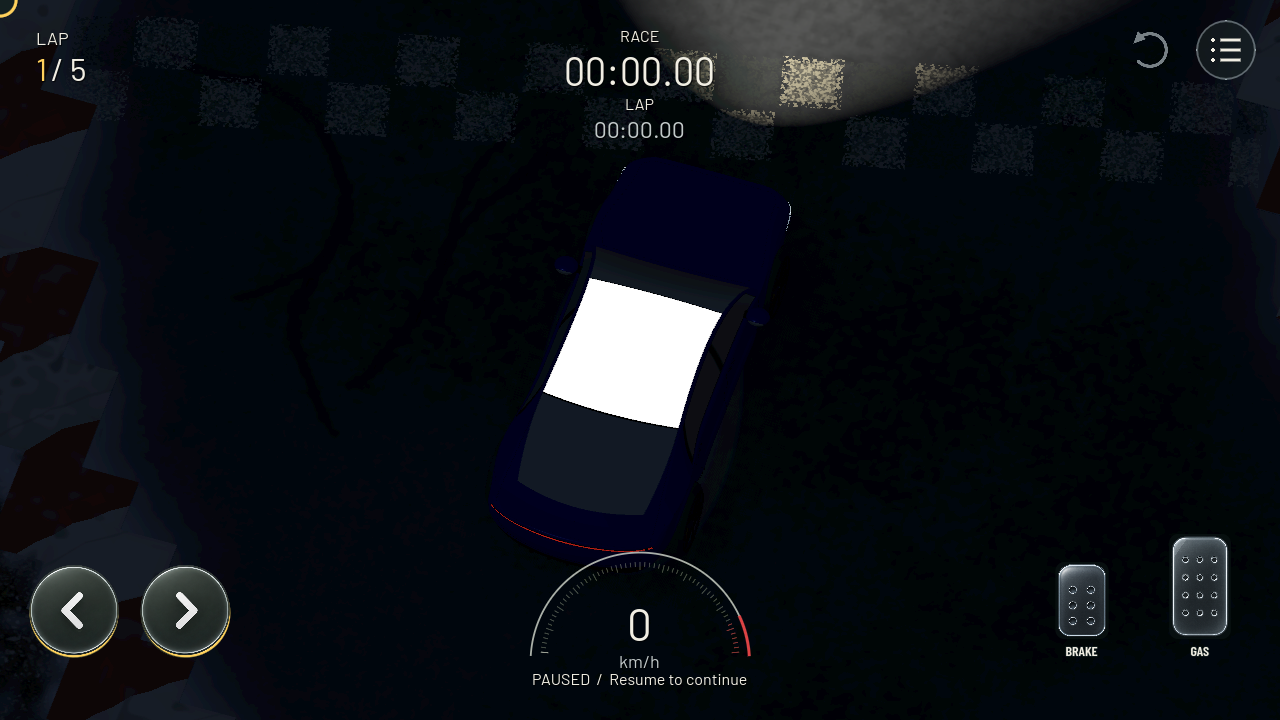 LAP
1/ 5
RACE
00:00.00
LAP
00:00.00
0
km/h
PAUSED / Resume to continue
BRAKE
GAS